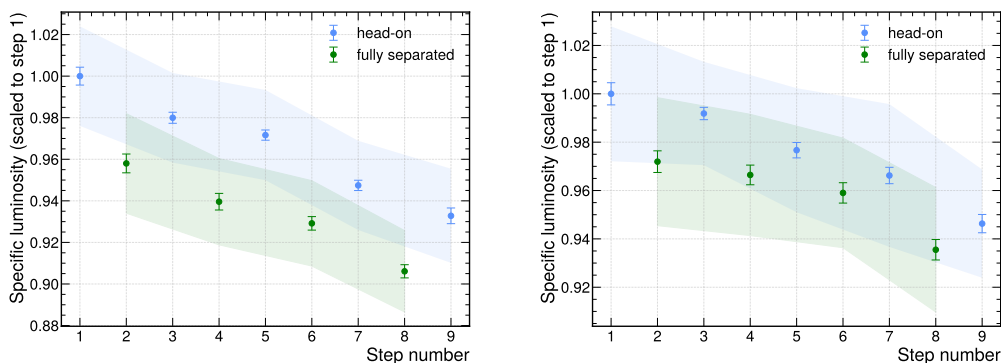 Specific luminosity (scaled to step 1)
1.02
1.00
0.98
0.96
0.94
0.92
0.90
0.88
head-on
fully separated
1 2 3 4 5 6 7 8 9
Step number
Specific luminosity (scaled to step 1)
1.02
1.00
0.98
0.96
0.94
0.92
head-on
fully separated
1 2 3 4 5 6 7 8 9
Step number